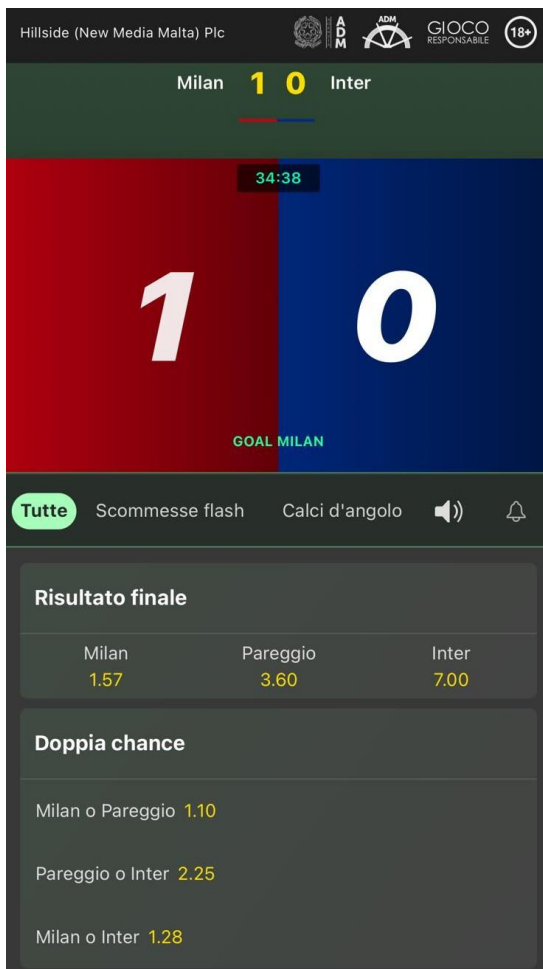 Hillside (New Media Malta) Plc ADM ADM GIOCO RESPONSABILE 18+
Milan 1 0 Inter
34:38
1 0
GOAL MILAN
Tutte Scommesse flash Calci d'angolo
Risultato finale
Milan Pareggio Inter
1.57 3.60 7.00
Doppia chance
Milan o Pareggio 1.10
Pareggio o Inter 2.25
Milan o Inter 1.28